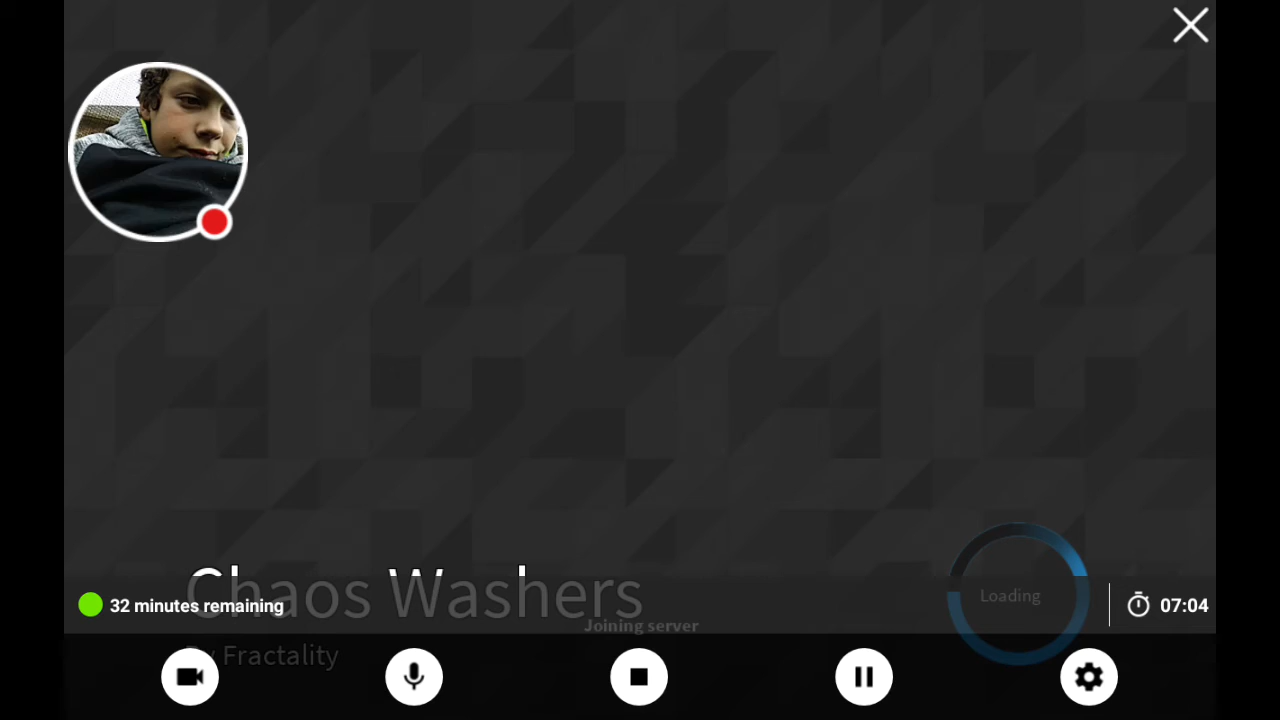 Chaos Washers
32 minutes remaining
Loading
07:04
Joining server
By Fractality